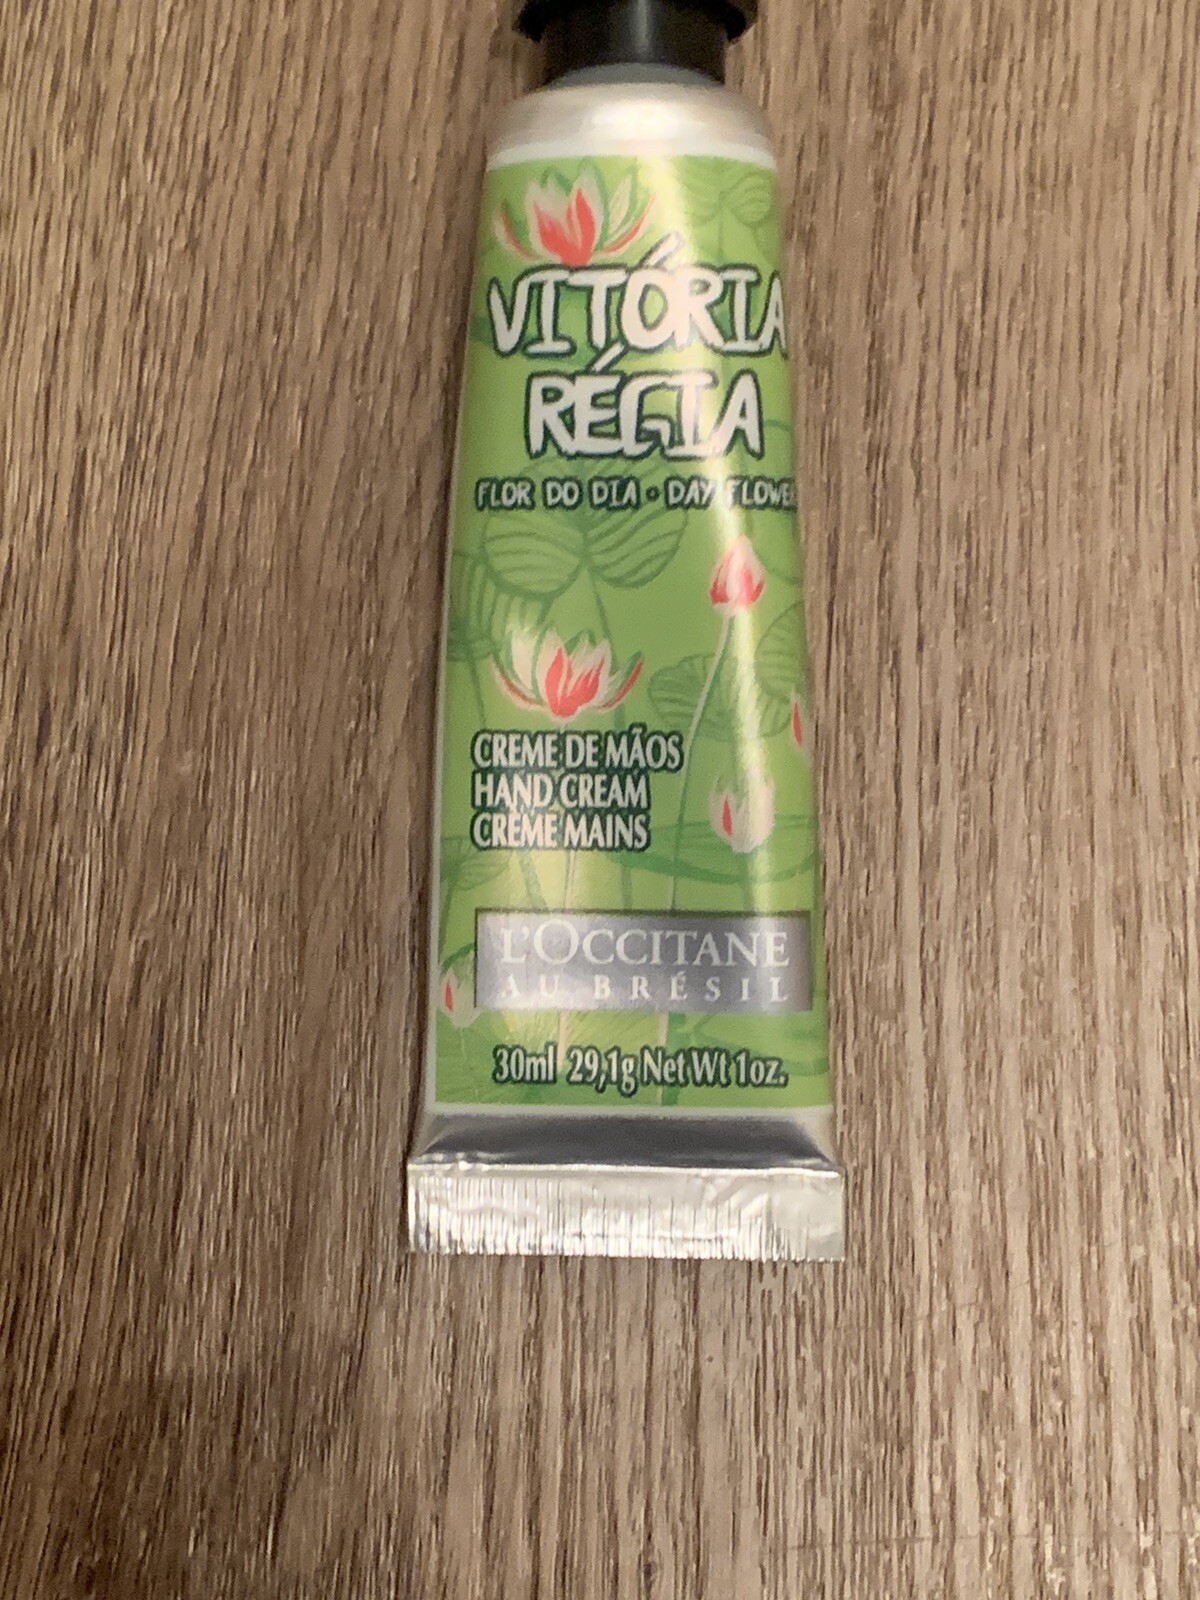 VITÓRIA
RÉGIA
FLOR DO DIA • DAY FLOWER
CREME DE MÃOS
HAND CREAM
CRÈME MAINS
L'OCCITANE
AU BRÉSIL
30ml 29,1g Net Wt 1oz.